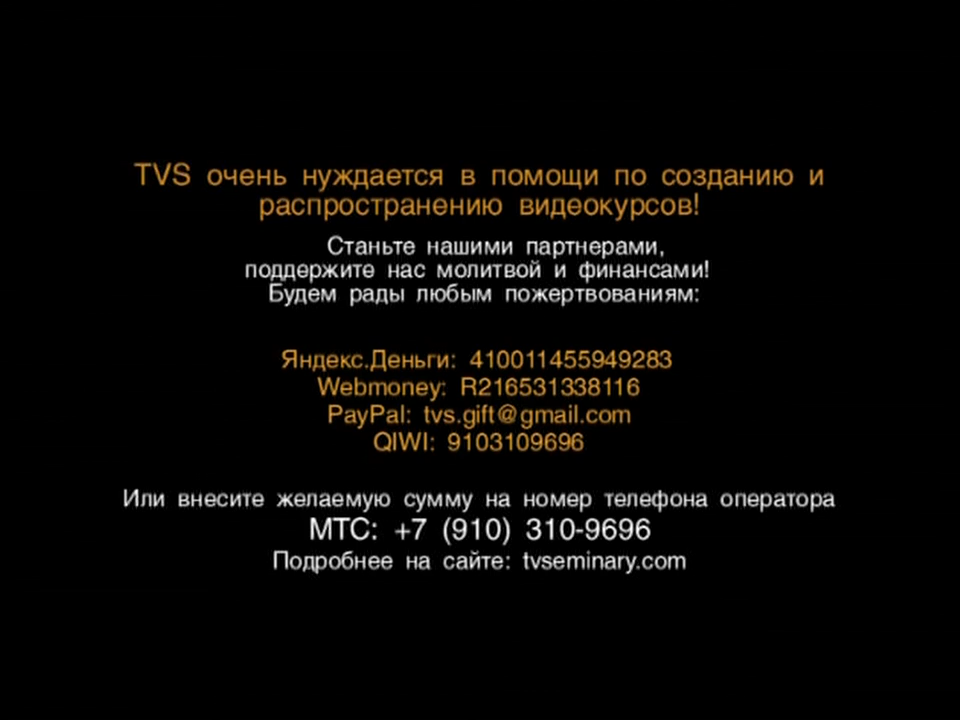 TVS очень нуждается в помощи по созданию и
распространению видеокурсов!
Станьте нашими партнерами,
поддержите нас молитвой и финансами!
Будем рады любым пожертвованиям:
Яндекс.Деньги: 410011455949283
Webmoney: R216531338116
PayPal: tvs.gift@gmail.com
QIWI: 9103109696
Или внесите желаемую сумму на номер телефона оператора
МТС: +7 (910) 310-9696
Подробнее на сайте: tvseminary.com